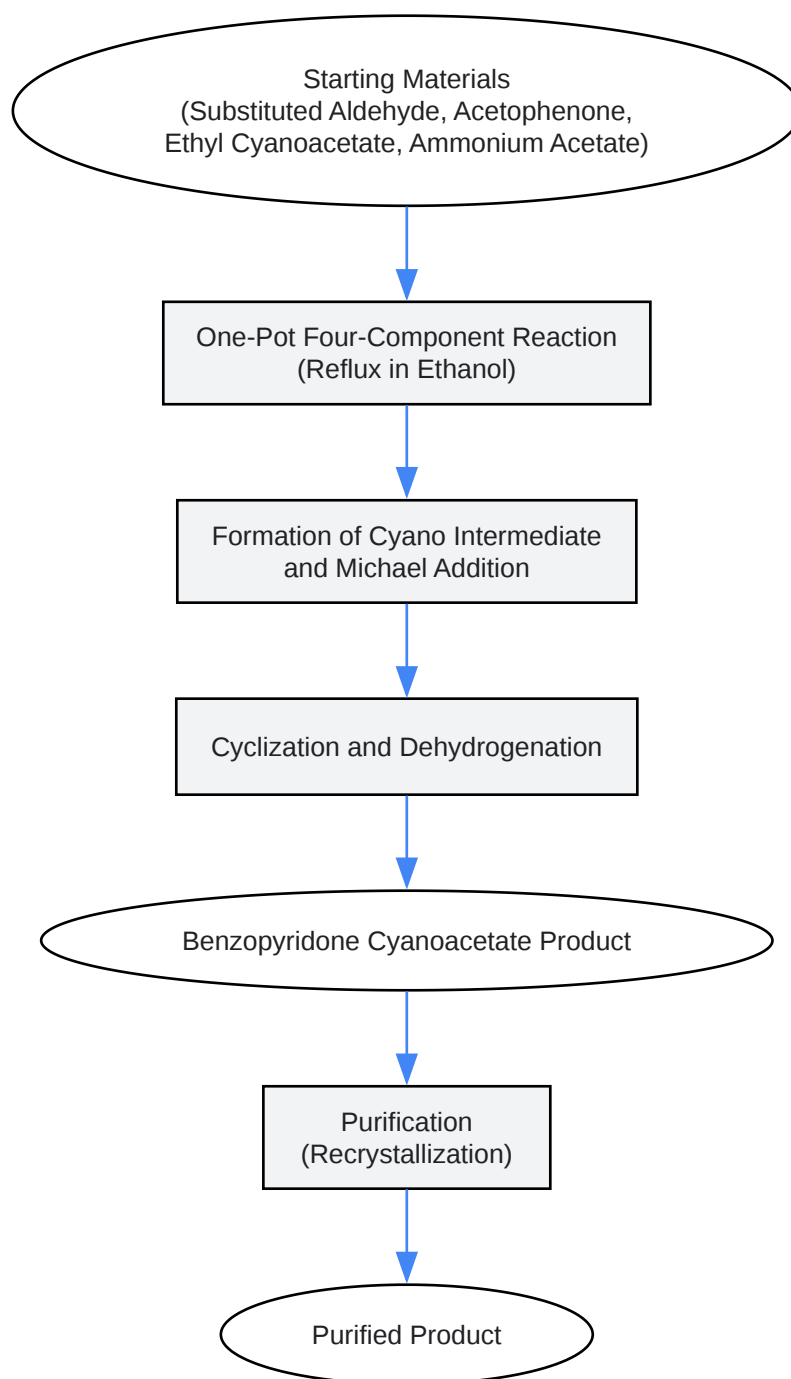 Starting Materials
(Substituted Aldehyde, Acetophenone,
Ethyl Cyanoacetate, Ammonium Acetate)
One-Pot Four-Component Reaction
(Reflux in Ethanol)
Formation of Cyano Intermediate
and Michael Addition
Cyclization and Dehydrogenation
Benzopyridone Cyanoacetate Product
Purification
(Recrystallization)
Purified Product